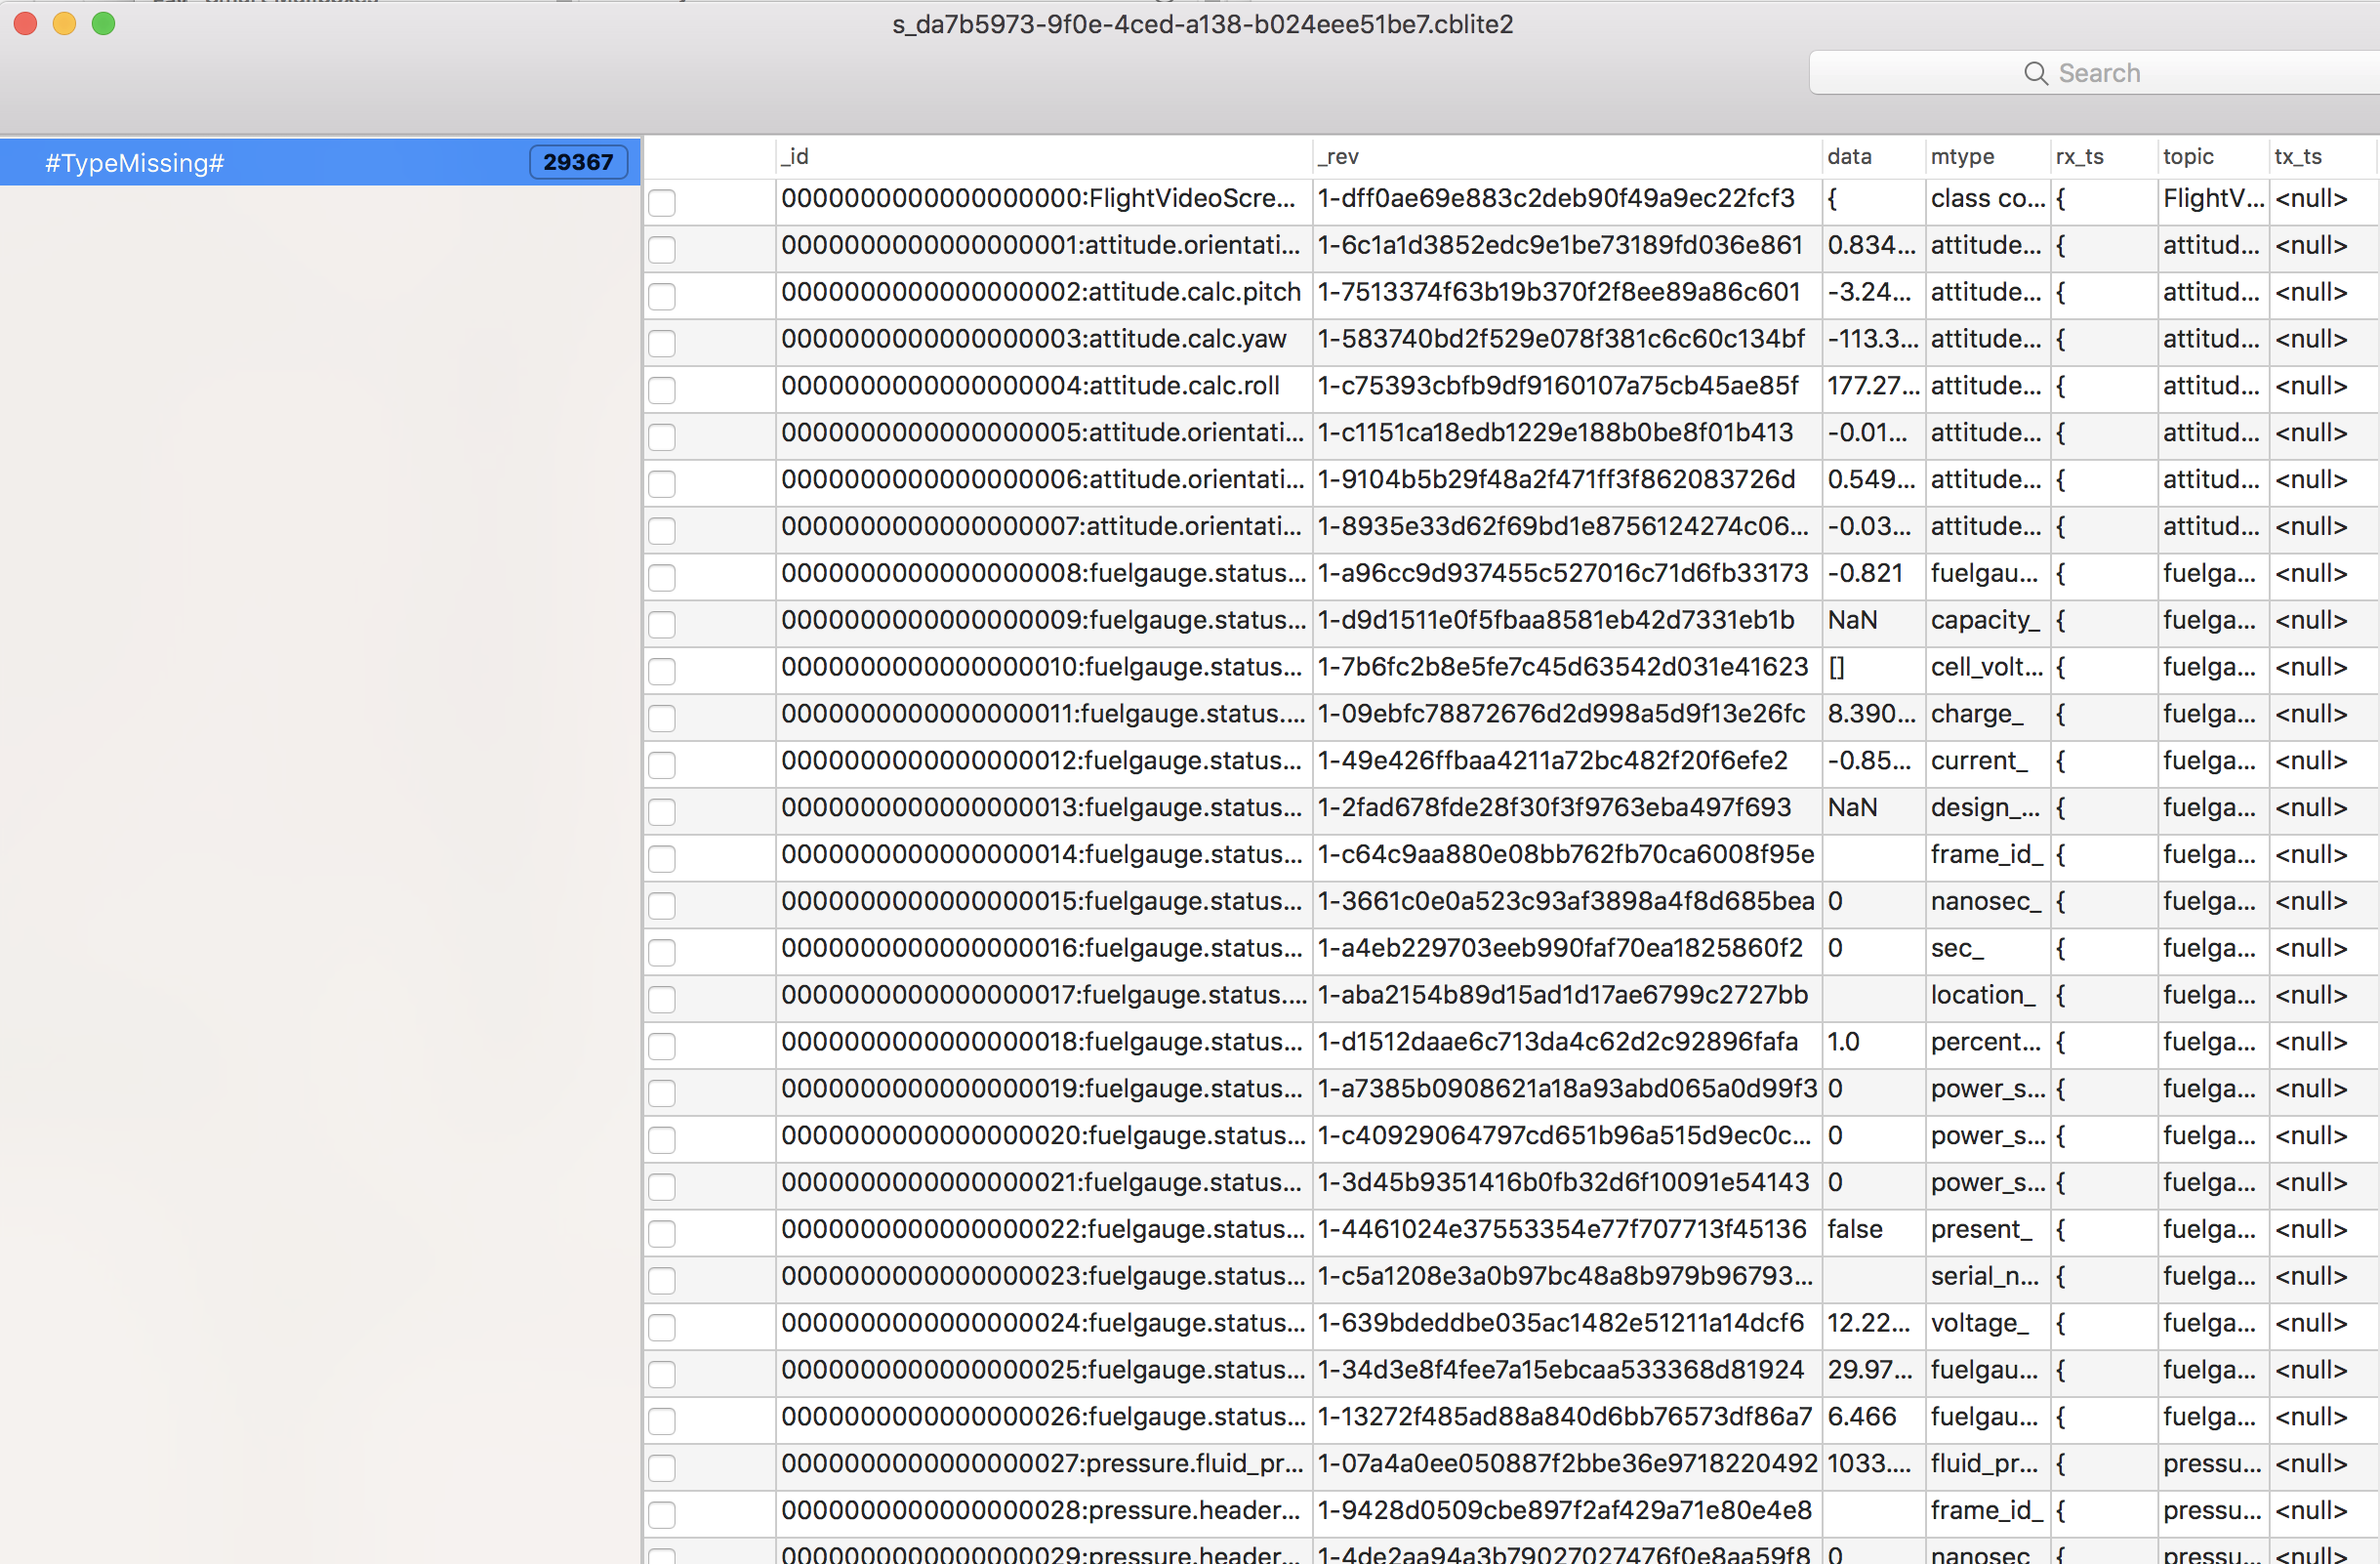 s_da7b5973-9f0e-4ced-a138-b024eee51be7.cblite2
Search
#TypeMissing# 29367
_id _rev data mtype rx_ts topic tx_ts
0000000000000000000:FlightVideoScre... 1-dff0ae69e883c2deb90f49a9ec22fcf3 { class co... { FlightV... <null>
0000000000000000001:attitude.orientati... 1-6c1a1d3852edc9e1be73189fd036e861 0.834... attitude... { attitud... <null>
0000000000000000002:attitude.calc.pitch 1-7513374f63b19b370f2f8ee89a86c601 -3.24... attitude... { attitud... <null>
0000000000000000003:attitude.calc.yaw 1-583740bd2f529e078f381c6c60c134bf -113.3... attitude... { attitud... <null>
0000000000000000004:attitude.calc.roll 1-c75393cbfb9df9160107a75cb45ae85f 177.27... attitude... { attitud... <null>
0000000000000000005:attitude.orientati... 1-c1151ca18edb1229e188b0be8f01b413 -0.01... attitude... { attitud... <null>
0000000000000000006:attitude.orientati... 1-9104b5b29f48a2f471ff3f862083726d 0.549... attitude... { attitud... <null>
0000000000000000007:attitude.orientati... 1-8935e33d62f69bd1e8756124274c06... -0.03... attitude... { attitud... <null>
0000000000000000008:fuelgauge.status... 1-a96cc9d937455c527016c71d6fb33173 -0.821 fuelgau... { fuelga... <null>
0000000000000000009:fuelgauge.status... 1-d9d1511e0f5fbaa8581eb42d7331eb1b NaN capacity_ { fuelga... <null>
0000000000000000010:fuelgauge.status... 1-7b6fc2b8e5fe7c45d63542d031e41623 [] cell_volt... { fuelga... <null>
0000000000000000011:fuelgauge.status.... 1-09ebfc78872676d2d998a5d9f13e26fc 8.390... charge_ { fuelga... <null>
0000000000000000012:fuelgauge.status... 1-49e426ffbaa4211a72bc482f20f6efe2 -0.85... current_ { fuelga... <null>
0000000000000000013:fuelgauge.status... 1-2fad678fde28f30f3f9763eba497f693 NaN design_... { fuelga... <null>
0000000000000000014:fuelgauge.status... 1-c64c9aa880e08bb762fb70ca6008f95e frame_id_ { fuelga... <null>
0000000000000000015:fuelgauge.status... 1-3661c0e0a523c93af3898a4f8d685bea 0 nanosec_ { fuelga... <null>
0000000000000000016:fuelgauge.status... 1-a4eb229703eeb990faf70ea1825860f2 0 sec_ { fuelga... <null>
0000000000000000017:fuelgauge.status.... 1-aba2154b89d15ad1d17ae6799c2727bb location_ { fuelga... <null>
0000000000000000018:fuelgauge.status... 1-d1512daae6c713da4c62d2c92896fafa 1.0 percent... { fuelga... <null>
0000000000000000019:fuelgauge.status... 1-a7385b0908621a18a93abd065a0d99f3 0 power_s... { fuelga... <null>
0000000000000000020:fuelgauge.status... 1-c40929064797cd651b96a515d9ec0c... 0 power_s... { fuelga... <null>
0000000000000000021:fuelgauge.status... 1-3d45b9351416b0fb32d6f10091e54143 0 power_s... { fuelga... <null>
0000000000000000022:fuelgauge.status... 1-4461024e37553354e77f707713f45136 false present_ { fuelga... <null>
0000000000000000023:fuelgauge.status... 1-c5a1208e3a0b97bc48a8b979b96793... serial_n... { fuelga... <null>
0000000000000000024:fuelgauge.status... 1-639bdeddbe035ac1482e51211a14dcf6 12.22... voltage_ { fuelga... <null>
0000000000000000025:fuelgauge.status... 1-34d3e8f4fee7a15ebcaa533368d81924 29.97... fuelgau... { fuelga... <null>
0000000000000000026:fuelgauge.status... 1-13272f485ad88a840d6bb76573df86a7 6.466 fuelgau... { fuelga... <null>
0000000000000000027:pressure.fluid_pr... 1-07a4a0ee050887f2bbe36e9718220492 1033.... fluid_pr... { pressu... <null>
0000000000000000028:pressure.header... 1-9428d0509cbe897f2af429a71e80e4e8 frame_id_ { pressu... <null>
0000000000000000029:pressure.header... 1-4de2aa94a3b79027027476f0e8aa59f8 0 nanosec { pressu... <null>